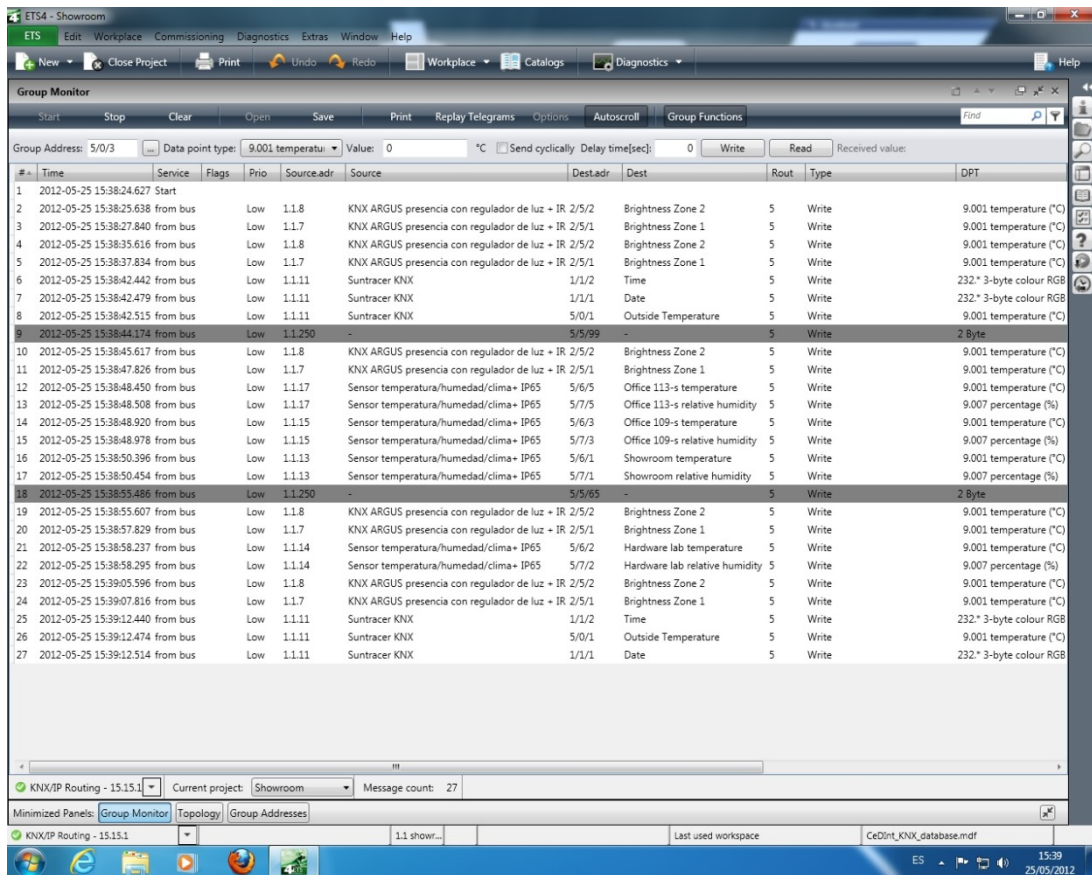 ETS4 - Showroom
ETS Edit Workplace Commissioning Diagnostics Extras Window Help
New Close Project Print Undo Redo Workplace Catalogs Diagnostics Help
Group Monitor
Start Stop Clear Open Save Print Replay Telegrams Options Autoscroll Group Functions Find
Group Address: 5/0/3 ... Data point type: 9.001 temperatu Value: 0 °C Send cyclically Delay time[sec]: 0 Write Read Received value:
# Time Service Flags Prio Source.adr Source Dest.adr Dest Rout Type DPT
1 2012-05-25 15:38:24.627 Start
2 2012-05-25 15:38:25.638 from bus Low 1.1.8 KNX ARGUS presencia con regulador de luz + IR 2/5/2 Brightness Zone 2 5 Write 9.001 temperature (°C)
3 2012-05-25 15:38:27.840 from bus Low 1.1.7 KNX ARGUS presencia con regulador de luz + IR 2/5/1 Brightness Zone 1 5 Write 9.001 temperature (°C)
4 2012-05-25 15:38:35.616 from bus Low 1.1.8 KNX ARGUS presencia con regulador de luz + IR 2/5/2 Brightness Zone 2 5 Write 9.001 temperature (°C)
5 2012-05-25 15:38:37.834 from bus Low 1.1.7 KNX ARGUS presencia con regulador de luz + IR 2/5/1 Brightness Zone 1 5 Write 9.001 temperature (°C)
6 2012-05-25 15:38:42.442 from bus Low 1.1.11 Suntracer KNX 1/1/2 Time 5 Write 232.* 3-byte colour RGB
7 2012-05-25 15:38:42.479 from bus Low 1.1.11 Suntracer KNX 1/1/1 Date 5 Write 232.* 3-byte colour RGB
8 2012-05-25 15:38:42.515 from bus Low 1.1.11 Suntracer KNX 5/0/1 Outside Temperature 5 Write 9.001 temperature (°C)
9 2012-05-25 15:38:44.174 from bus Low 1.1.250 - 5/5/99 - 5 Write 2 Byte
10 2012-05-25 15:38:45.617 from bus Low 1.1.8 KNX ARGUS presencia con regulador de luz + IR 2/5/2 Brightness Zone 2 5 Write 9.001 temperature (°C)
11 2012-05-25 15:38:47.826 from bus Low 1.1.7 KNX ARGUS presencia con regulador de luz + IR 2/5/1 Brightness Zone 1 5 Write 9.001 temperature (°C)
12 2012-05-25 15:38:48.450 from bus Low 1.1.17 Sensor temperatura/humedad/clima+ IP65 5/6/5 Office 113-s temperature 5 Write 9.001 temperature (°C)
13 2012-05-25 15:38:48.508 from bus Low 1.1.17 Sensor temperatura/humedad/clima+ IP65 5/7/5 Office 113-s relative humidity 5 Write 9.007 percentage (%)
14 2012-05-25 15:38:48.920 from bus Low 1.1.15 Sensor temperatura/humedad/clima+ IP65 5/6/3 Office 109-s temperature 5 Write 9.001 temperature (°C)
15 2012-05-25 15:38:48.978 from bus Low 1.1.15 Sensor temperatura/humedad/clima+ IP65 5/7/3 Office 109-s relative humidity 5 Write 9.007 percentage (%)
16 2012-05-25 15:38:50.396 from bus Low 1.1.13 Sensor temperatura/humedad/clima+ IP65 5/6/1 Showroom temperature 5 Write 9.001 temperature (°C)
17 2012-05-25 15:38:50.454 from bus Low 1.1.13 Sensor temperatura/humedad/clima+ IP65 5/7/1 Showroom relative humidity 5 Write 9.007 percentage (%)
18 2012-05-25 15:38:55.486 from bus Low 1.1.250 - 5/5/65 - 5 Write 2 Byte
19 2012-05-25 15:38:55.607 from bus Low 1.1.8 KNX ARGUS presencia con regulador de luz + IR 2/5/2 Brightness Zone 2 5 Write 9.001 temperature (°C)
20 2012-05-25 15:38:57.829 from bus Low 1.1.7 KNX ARGUS presencia con regulador de luz + IR 2/5/1 Brightness Zone 1 5 Write 9.001 temperature (°C)
21 2012-05-25 15:38:58.237 from bus Low 1.1.14 Sensor temperatura/humedad/clima+ IP65 5/6/2 Hardware lab temperature 5 Write 9.001 temperature (°C)
22 2012-05-25 15:38:58.295 from bus Low 1.1.14 Sensor temperatura/humedad/clima+ IP65 5/7/2 Hardware lab relative humidity 5 Write 9.007 percentage (%)
23 2012-05-25 15:39:05.596 from bus Low 1.1.8 KNX ARGUS presencia con regulador de luz + IR 2/5/2 Brightness Zone 2 5 Write 9.001 temperature (°C)
24 2012-05-25 15:39:07.816 from bus Low 1.1.7 KNX ARGUS presencia con regulador de luz + IR 2/5/1 Brightness Zone 1 5 Write 9.001 temperature (°C)
25 2012-05-25 15:39:12.440 from bus Low 1.1.11 Suntracer KNX 1/1/2 Time 5 Write 232.* 3-byte colour RGB
26 2012-05-25 15:39:12.474 from bus Low 1.1.11 Suntracer KNX 5/0/1 Outside Temperature 5 Write 9.001 temperature (°C)
27 2012-05-25 15:39:12.514 from bus Low 1.1.11 Suntracer KNX 1/1/1 Date 5 Write 232.* 3-byte colour RGB
KNX/IP Routing - 15.15.1 Current project: Showroom Message count: 27
Minimized Panels: Group Monitor Topology Group Addresses
KNX/IP Routing - 15.15.1 1.1 showr... Last used workspace CeDInt_KNX_database.mdf
ES 15:39
25/05/2012